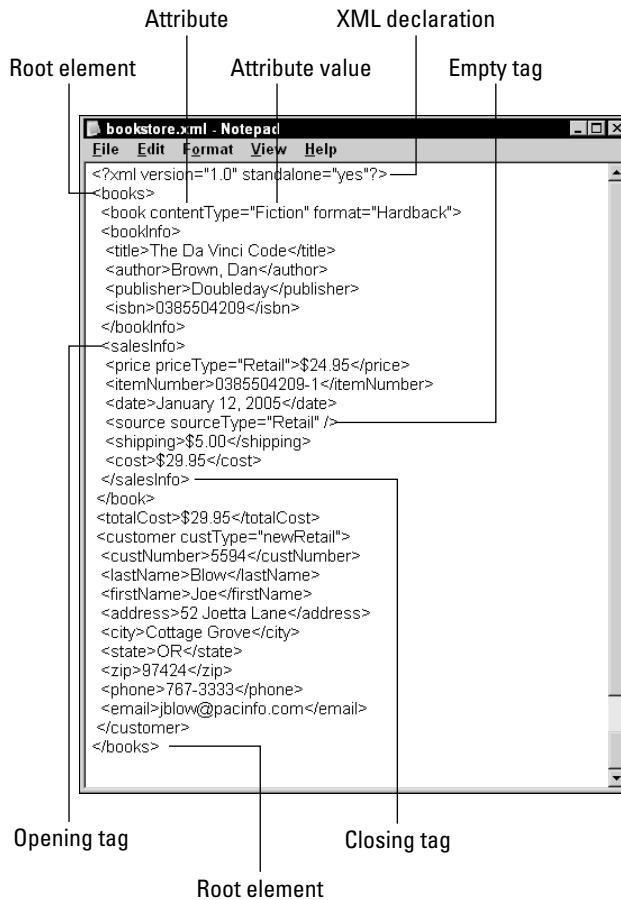 Attribute XML declaration
Root element Attribute value Empty tag
bookstore.xml - Notepad
File Edit Format View Help
<?xml version="1.0" standalone="yes"?>
<books>
<book contentType="Fiction" format="Hardback">
<bookInfo>
<title>The Da Vinci Code</title>
<author>Brown, Dan</author>
<publisher>Doubleday</publisher>
<isbn>0385504209</isbn>
</bookInfo>
<salesInfo>
<price priceType="Retail">$24.95</price>
<itemNumber>0385504209-1</itemNumber>
<date>January 12, 2005</date>
<source sourceType="Retail" />
<shipping>$5.00</shipping>
<cost>$29.95</cost>
</salesInfo>
</book>
<totalCost>$29.95</totalCost>
<customer custType="newRetail">
<custNumber>5594</custNumber>
<lastName>Blow</lastName>
<firstName>Joe</firstName>
<address>52 Joetta Lane</address>
<city>Cottage Grove</city>
<state>OR</state>
<zip>97424</zip>
<phone>767-3333</phone>
<email>jblow@pacinfo.com</email>
</customer>
</books>
Opening tag Closing tag
Root element